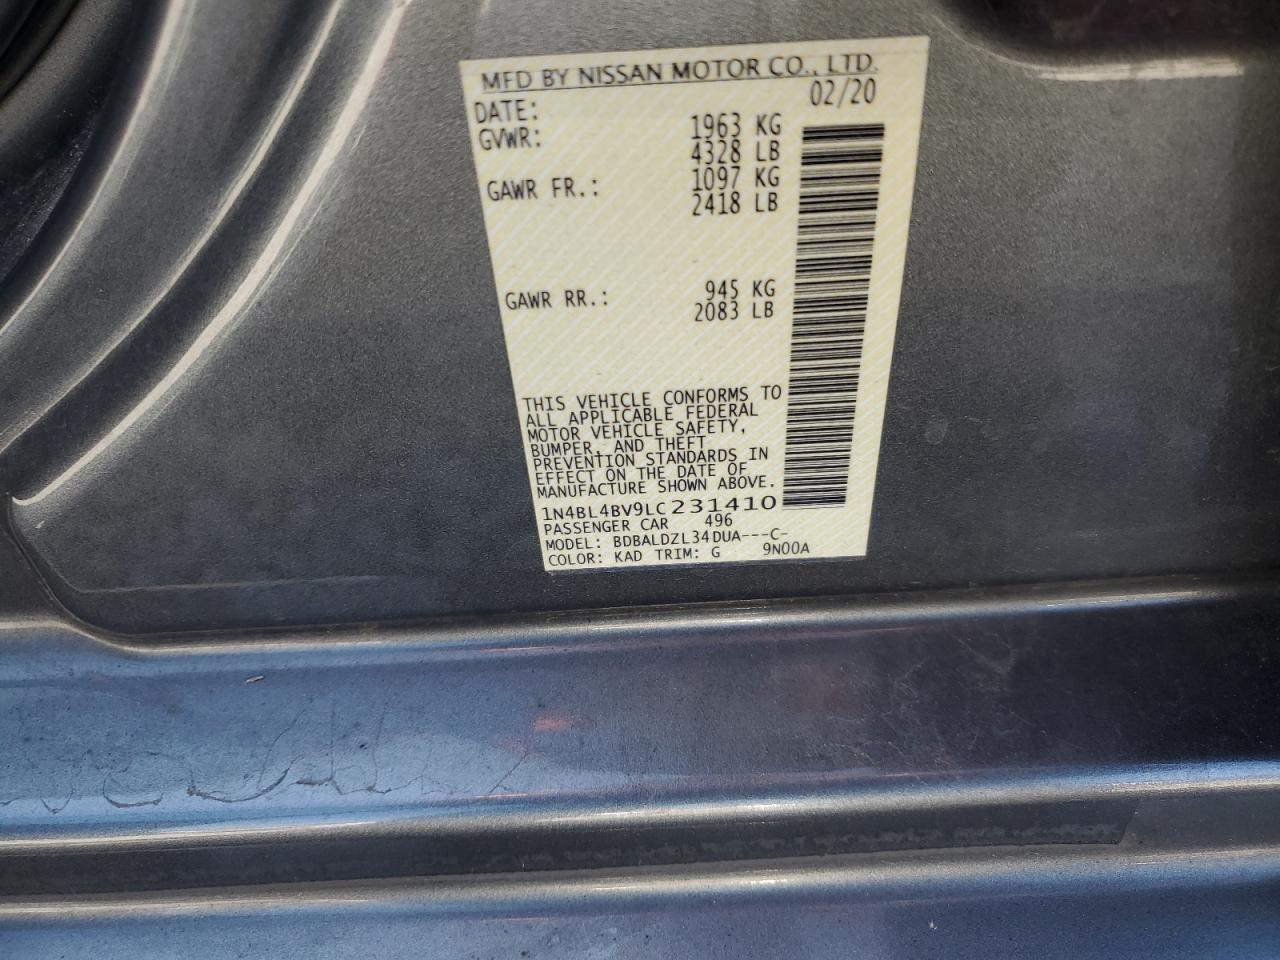 MFD BY NISSAN MOTOR CO., LTD.
DATE: 02/20
GVWR: 1963 KG
4328 LB
GAWR FR.: 1097 KG
2418 LB
GAWR RR.: 945 KG
2083 LB
THIS VEHICLE CONFORMS TO
ALL APPLICABLE FEDERAL
MOTOR VEHICLE SAFETY,
BUMPER, AND THEFT
PREVENTION STANDARDS IN
EFFECT ON THE DATE OF
MANUFACTURE SHOWN ABOVE.
1N4BL4BV9LC231410
PASSENGER CAR 496
MODEL: BDBALDZL34DUA---C-
COLOR: KAD TRIM: G 9N00A